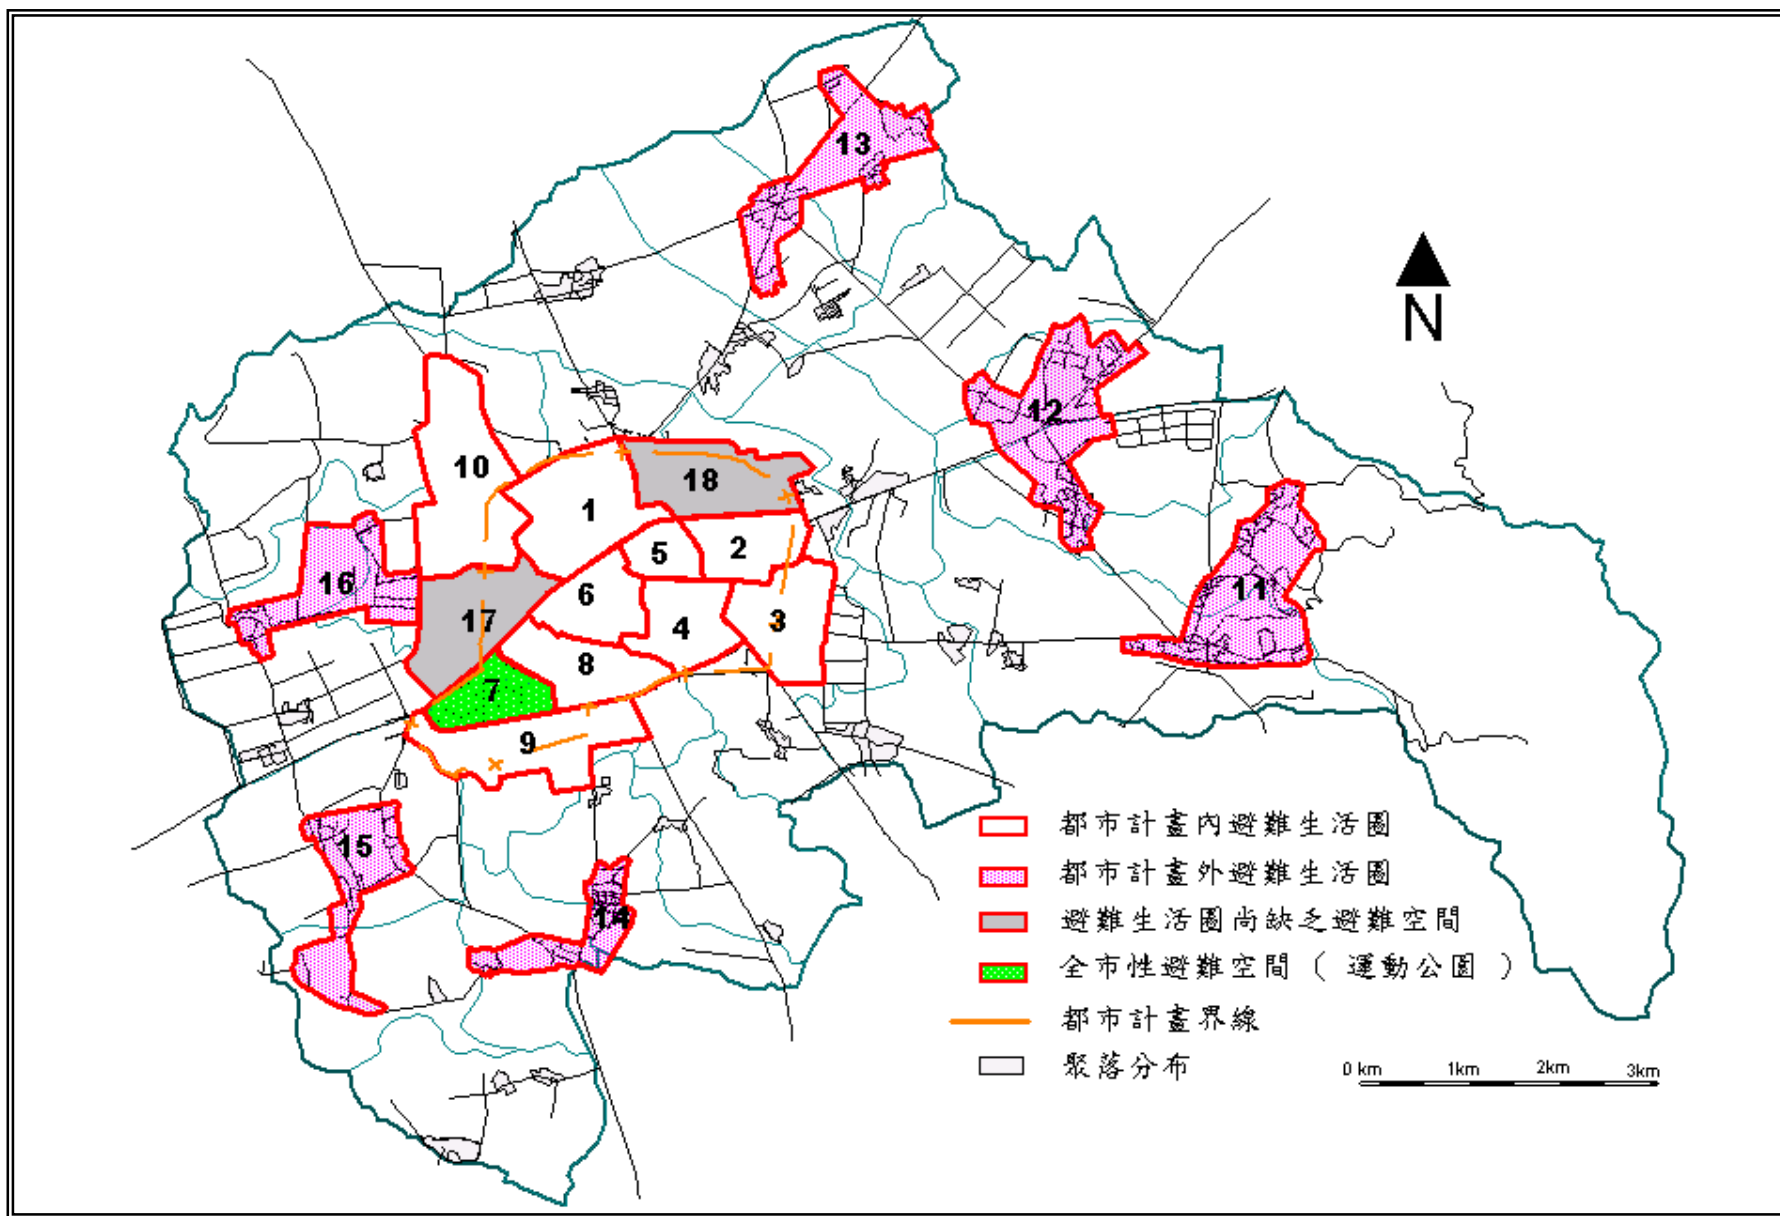 13
N
12
10
18
1
2
5
16
6
11
17
4
3
8
7
9
15
14
都市計畫內避難生活圈
都市計畫外避難生活圈
避難生活圈尚缺乏避難空間
全市性避難空間（運動公園）
都市計畫界線
聚落分布
0 km 1km 2km 3km